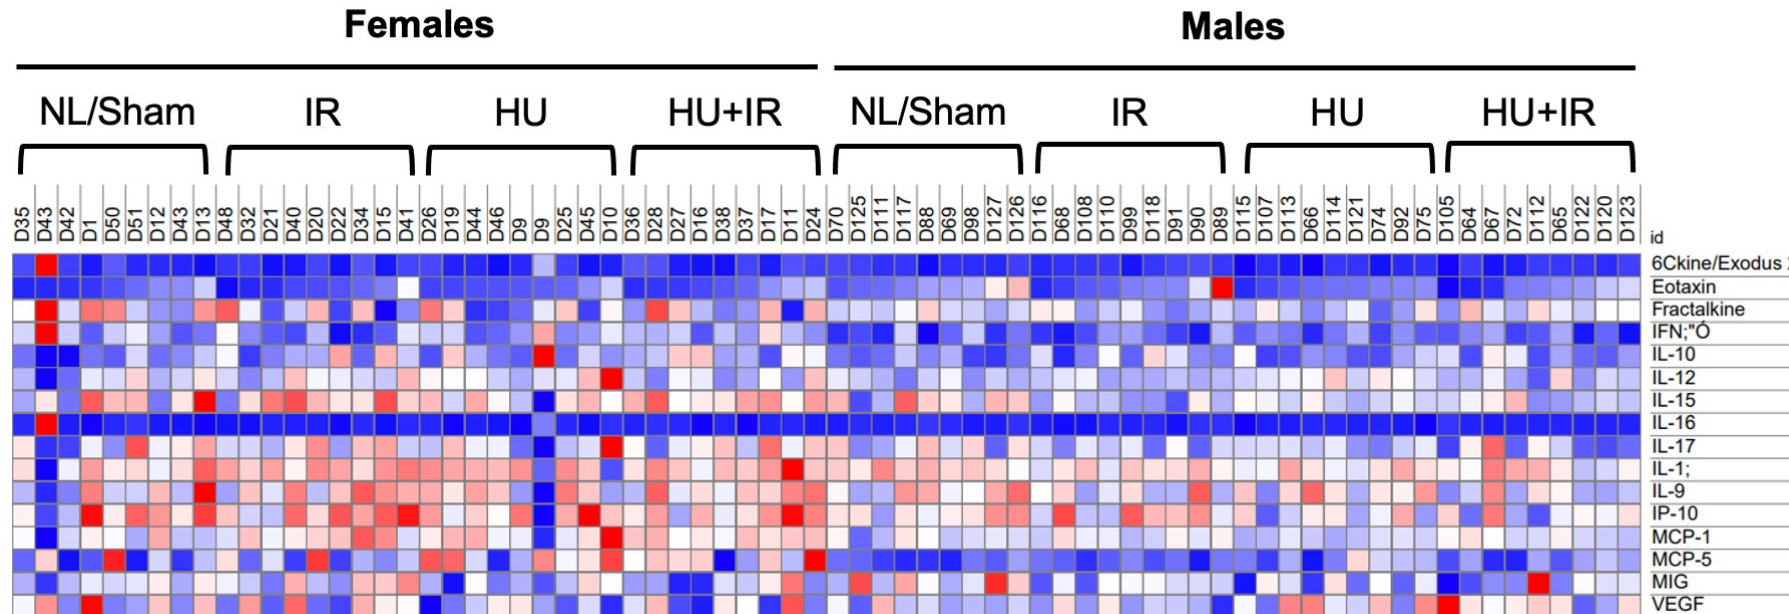 Females Males
NL/Sham IR HU HU+IR NL/Sham IR HU HU+IR
D35 D43 D42 D1 D50 D51 D12 D43 D13 D48 D32 D21 D40 D20 D22 D34 D15 D41 D26 D19 D44 D46 D9 D9 D25 D45 D10 D36 D28 D27 D16 D38 D37 D17 D11 D24 D70 D125 D111 D117 D88 D69 D98 D127 D126 D116 D68 D108 D110 D99 D118 D91 D90 D89 D115 D107 D113 D66 D114 D121 D74 D92 D75 D105 D64 D67 D72 D112 D65 D122 D120 D123
id
6Ckine/Exodus
Eotaxin
Fractalkine
IFN;"Ó
IL-10
IL-12
IL-15
IL-16
IL-17
IL-1;
IL-9
IP-10
MCP-1
MCP-5
MIG
VEGF